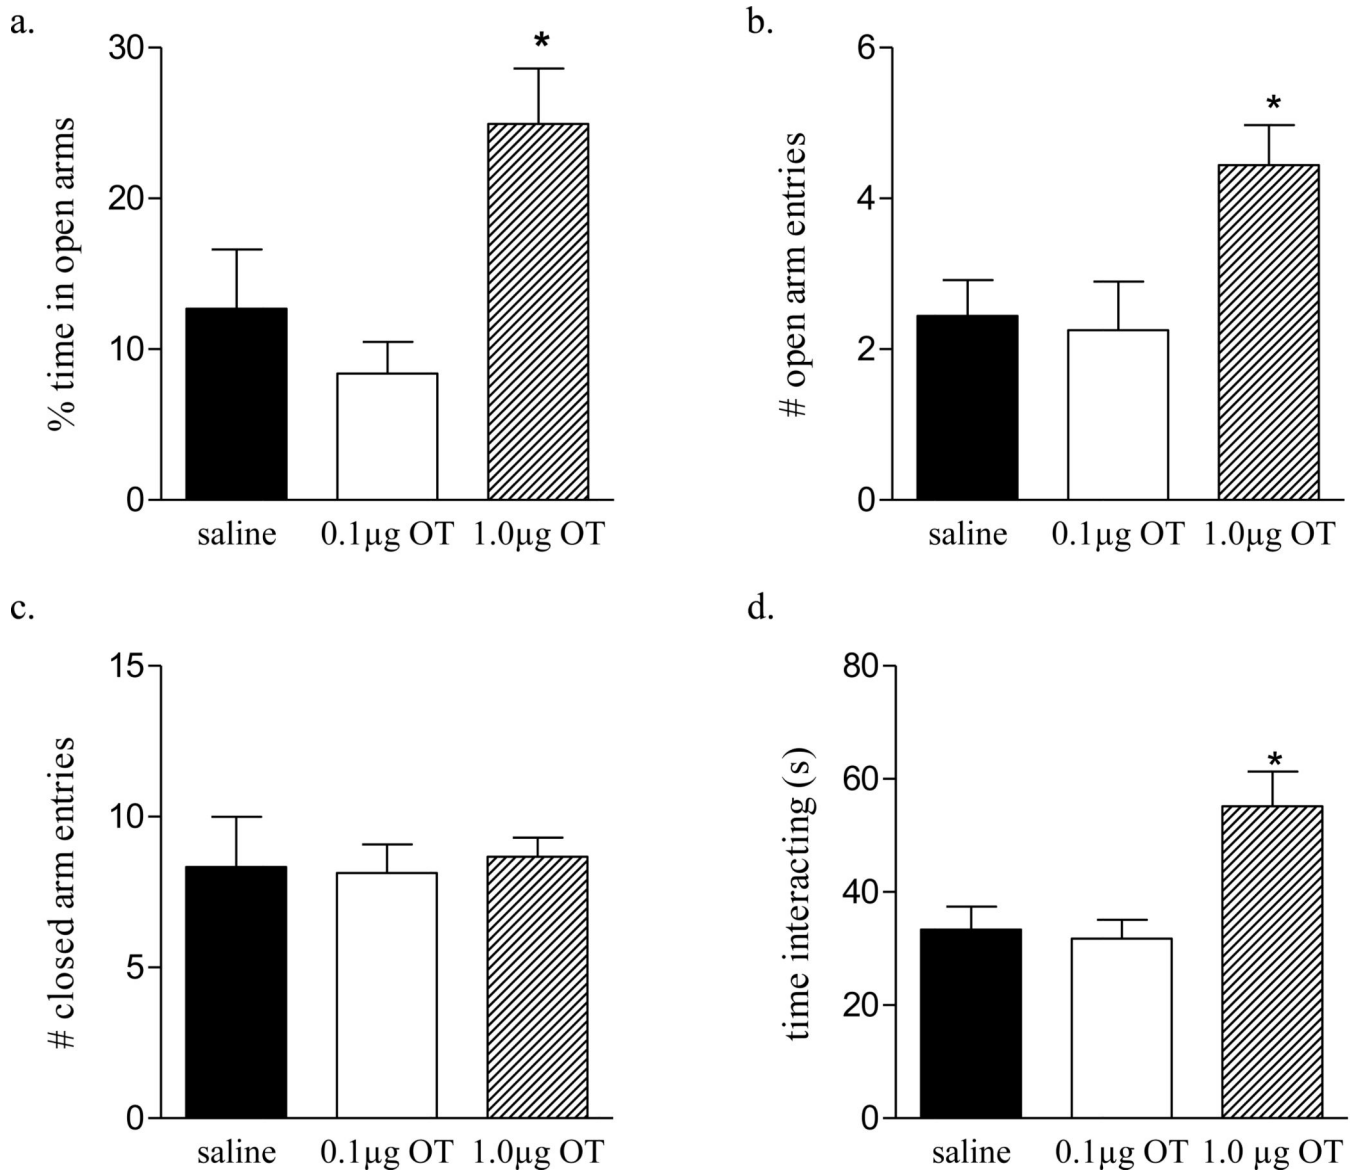 a.
30
20
10
0
% time in open arms
*
saline 0.1µg OT 1.0µg OT
b.
6
4
2
0
# open arm entries
*
saline 0.1µg OT 1.0µg OT
c.
15
10
5
0
# closed arm entries
saline 0.1µg OT 1.0µg OT
d.
80
60
40
20
0
time interacting (s)
*
saline 0.1µg OT 1.0 µg OT